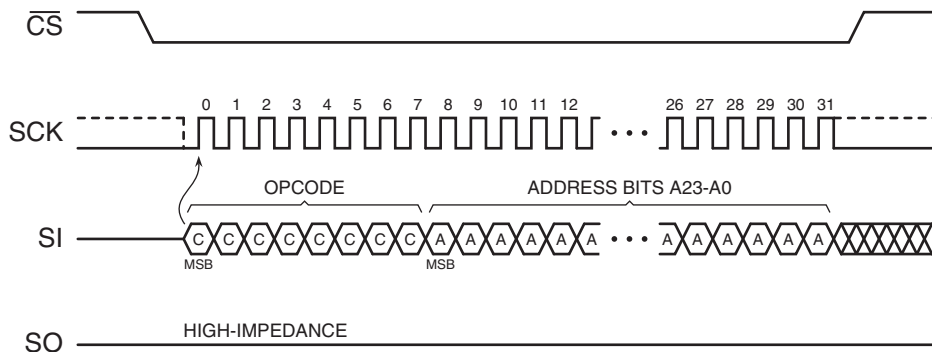 CS
0 1 2 3 4 5 6 7 8 9 10 11 12 26 27 28 29 30 31
SCK
OPCODE ADDRESS BITS A23-A0
SI C C C C C C C C A A A A A A A A A A A A
MSB MSB
HIGH-IMPEDANCE
SO